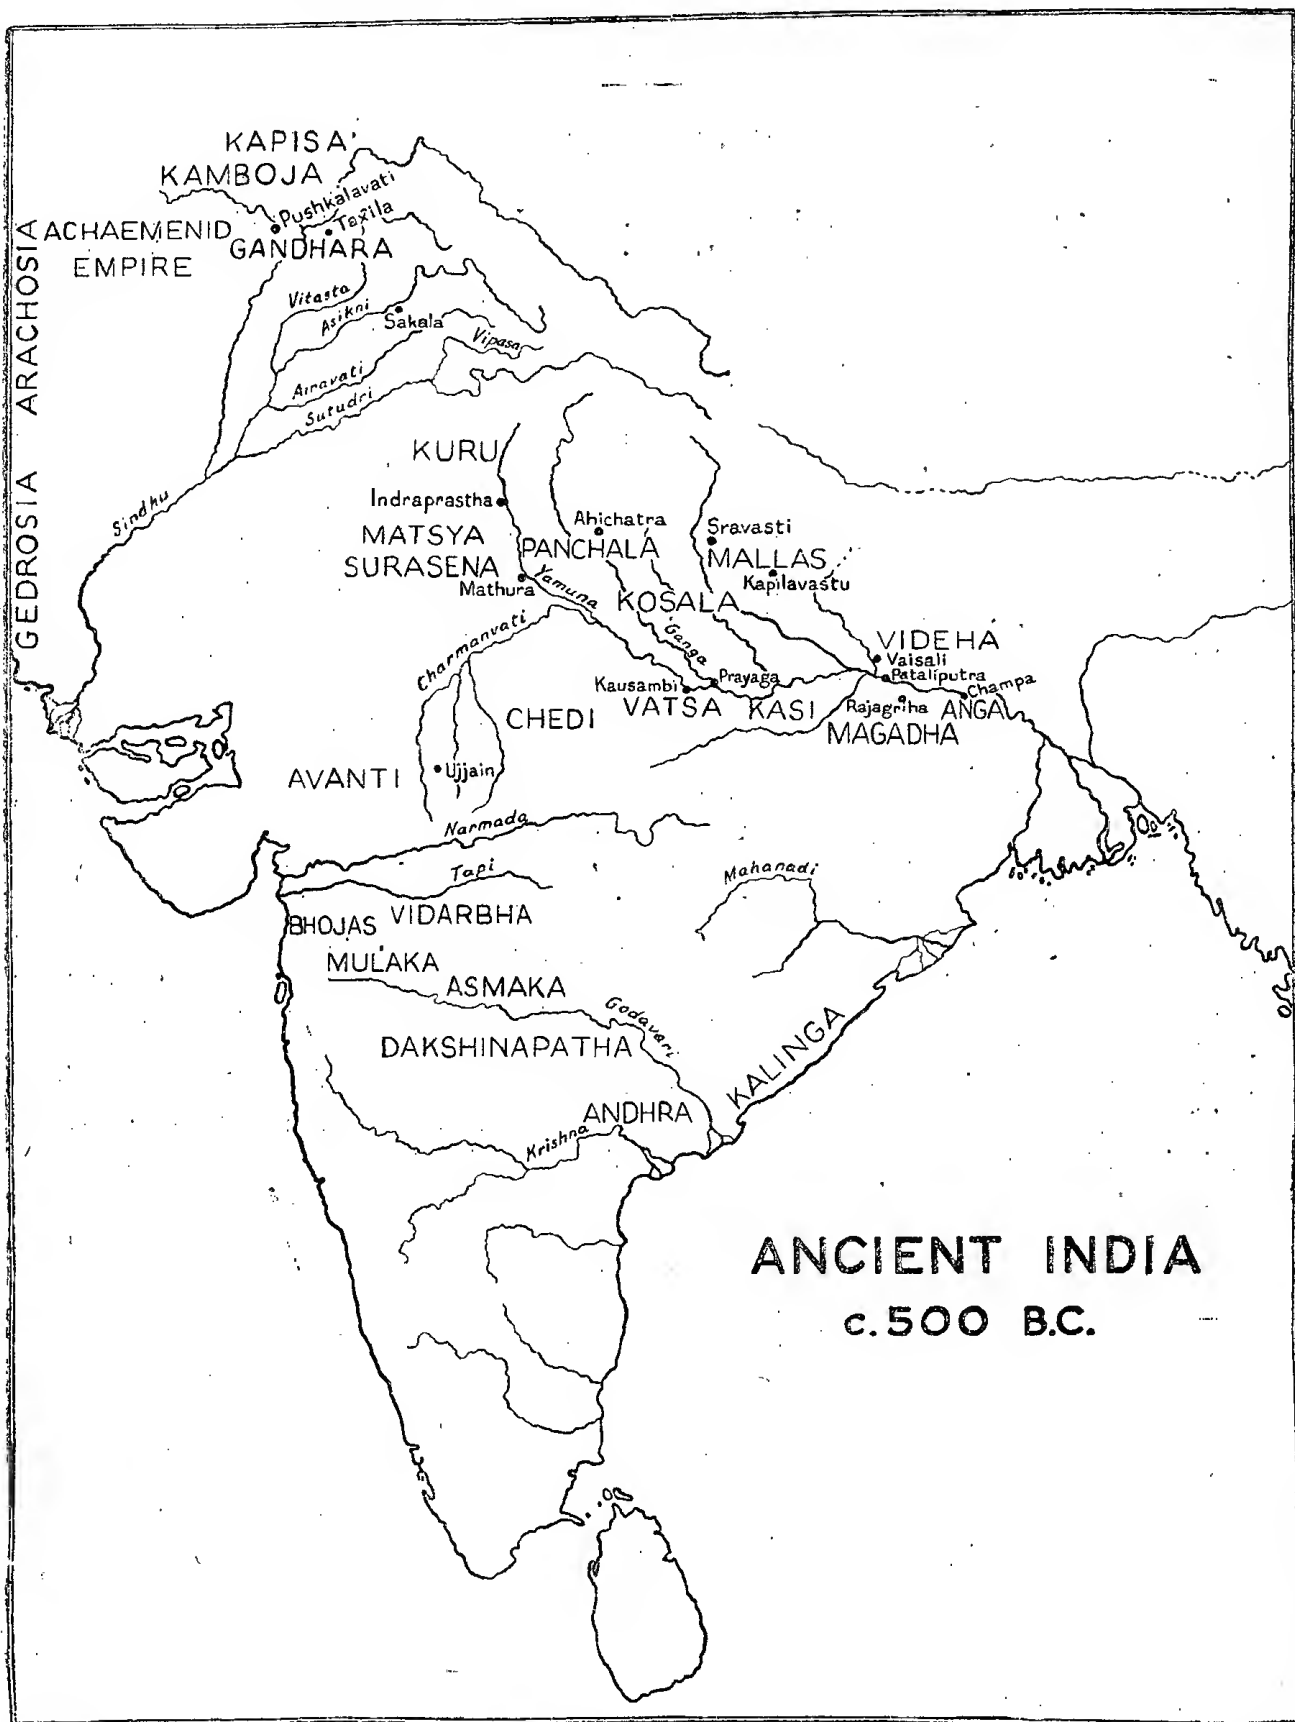 KAPISA
KAMBOJA
Pushkalavati
Taxila
ACHAEMENID
EMPIRE
GANDHARA
GEDROSIA ARACHOSIA
Vitasta
Asikni
Sakala
Vipasa
Airavati
Sutudri
Sindhu
KURU
Indraprastha
MATSYA
SURASENA
Mathura
Ahichatra
PANCHALA
Sravasti
MALLAS
Kapilavastu
Yamuna
KOSALA
Ganga
Charmanvati
VIDEHA
Vaisali
Pataliputra
Champa
Kausambi
Prayaga
VATSA
KASI
Rajagriha
ANGA
MAGADHA
CHEDI
AVANTI
Ujjain
Narmada
Tapi
Mahanadi
BHOJAS
VIDARBHA
MULAKA
ASMAKA
Godavari
DAKSHINAPATHA
KALINGA
ANDHRA
Krishna
ANCIENT INDIA
c.500 B.C.